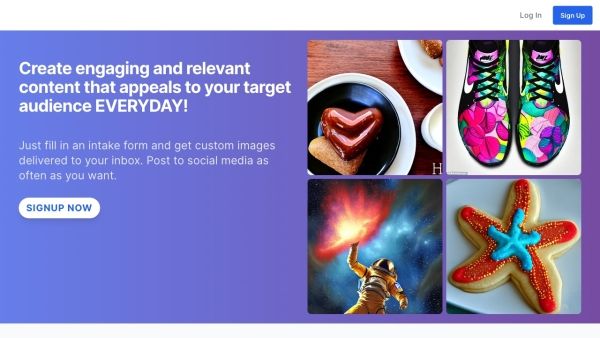 Log In
Sign Up
Create engaging and relevant
content that appeals to your target
audience EVERYDAY!
Just fill in an intake form and get custom images
delivered to your inbox. Post to social media as
often as you want.
SIGNUP NOW
H